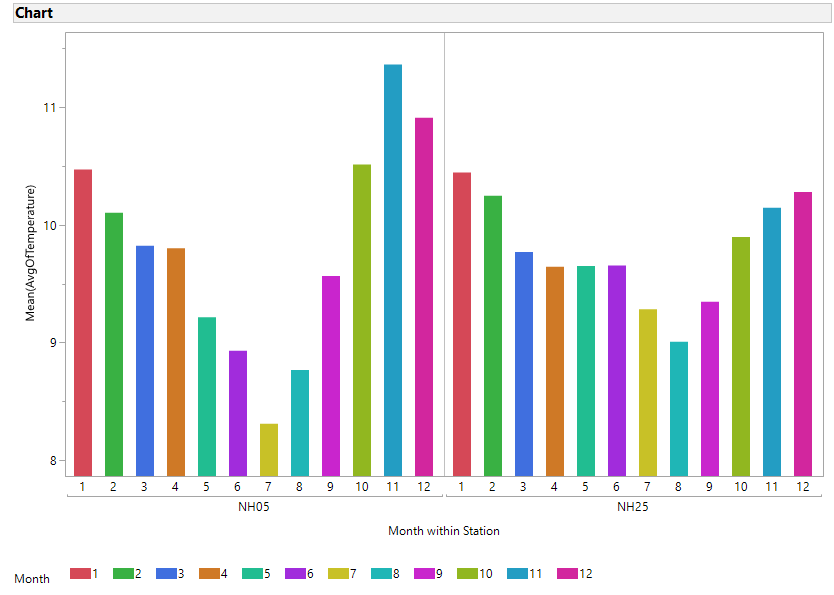 Chart
Mean(AvgOfTemperature)
11
10
9
8
1 2 3 4 5 6 7 8 9 10 11 12 1 2 3 4 5 6 7 8 9 10 11 12
NH05 NH25
Month within Station
Month 1 2 3 4 5 6 7 8 9 10 11 12